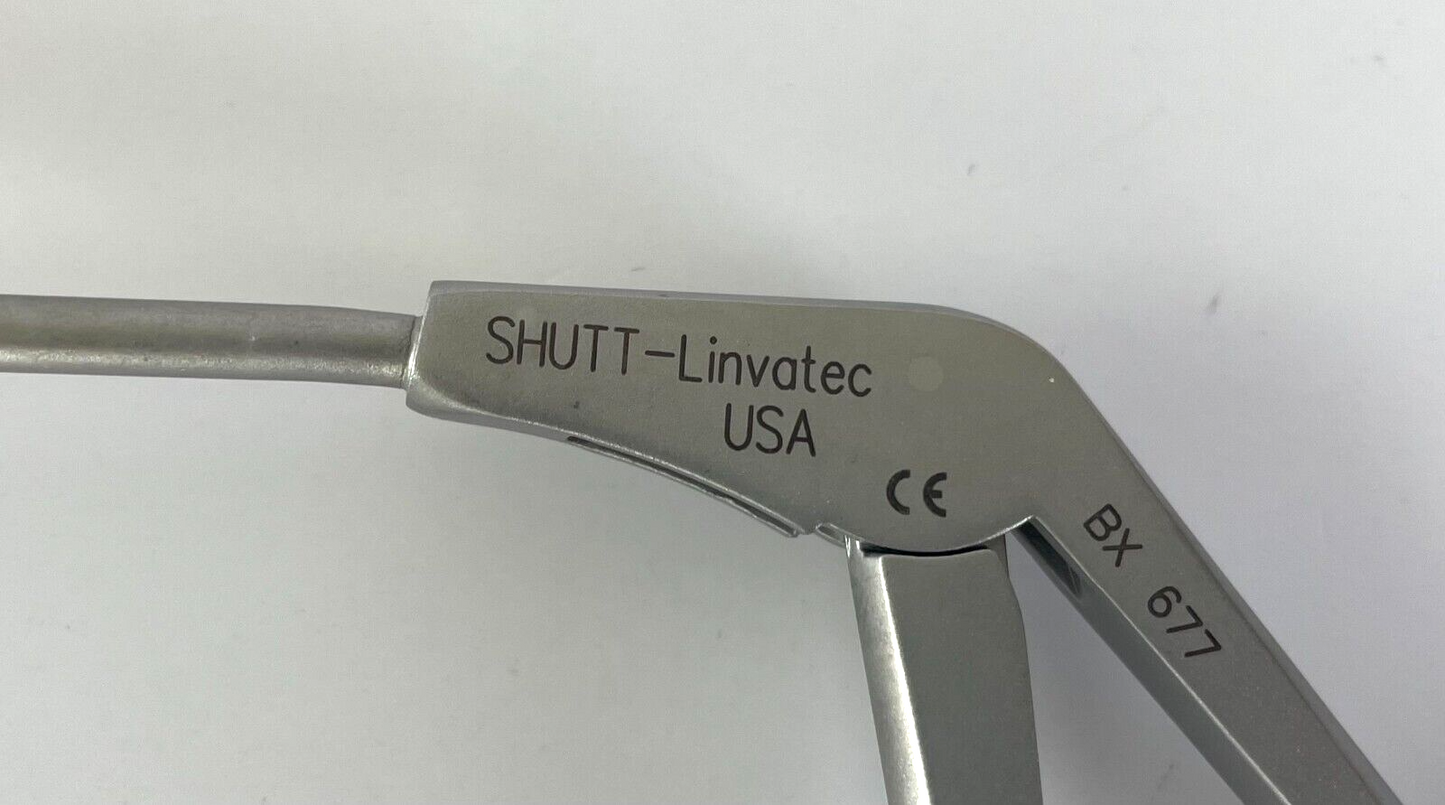 SHUTT-Linvatec
USA
CE
BX 677